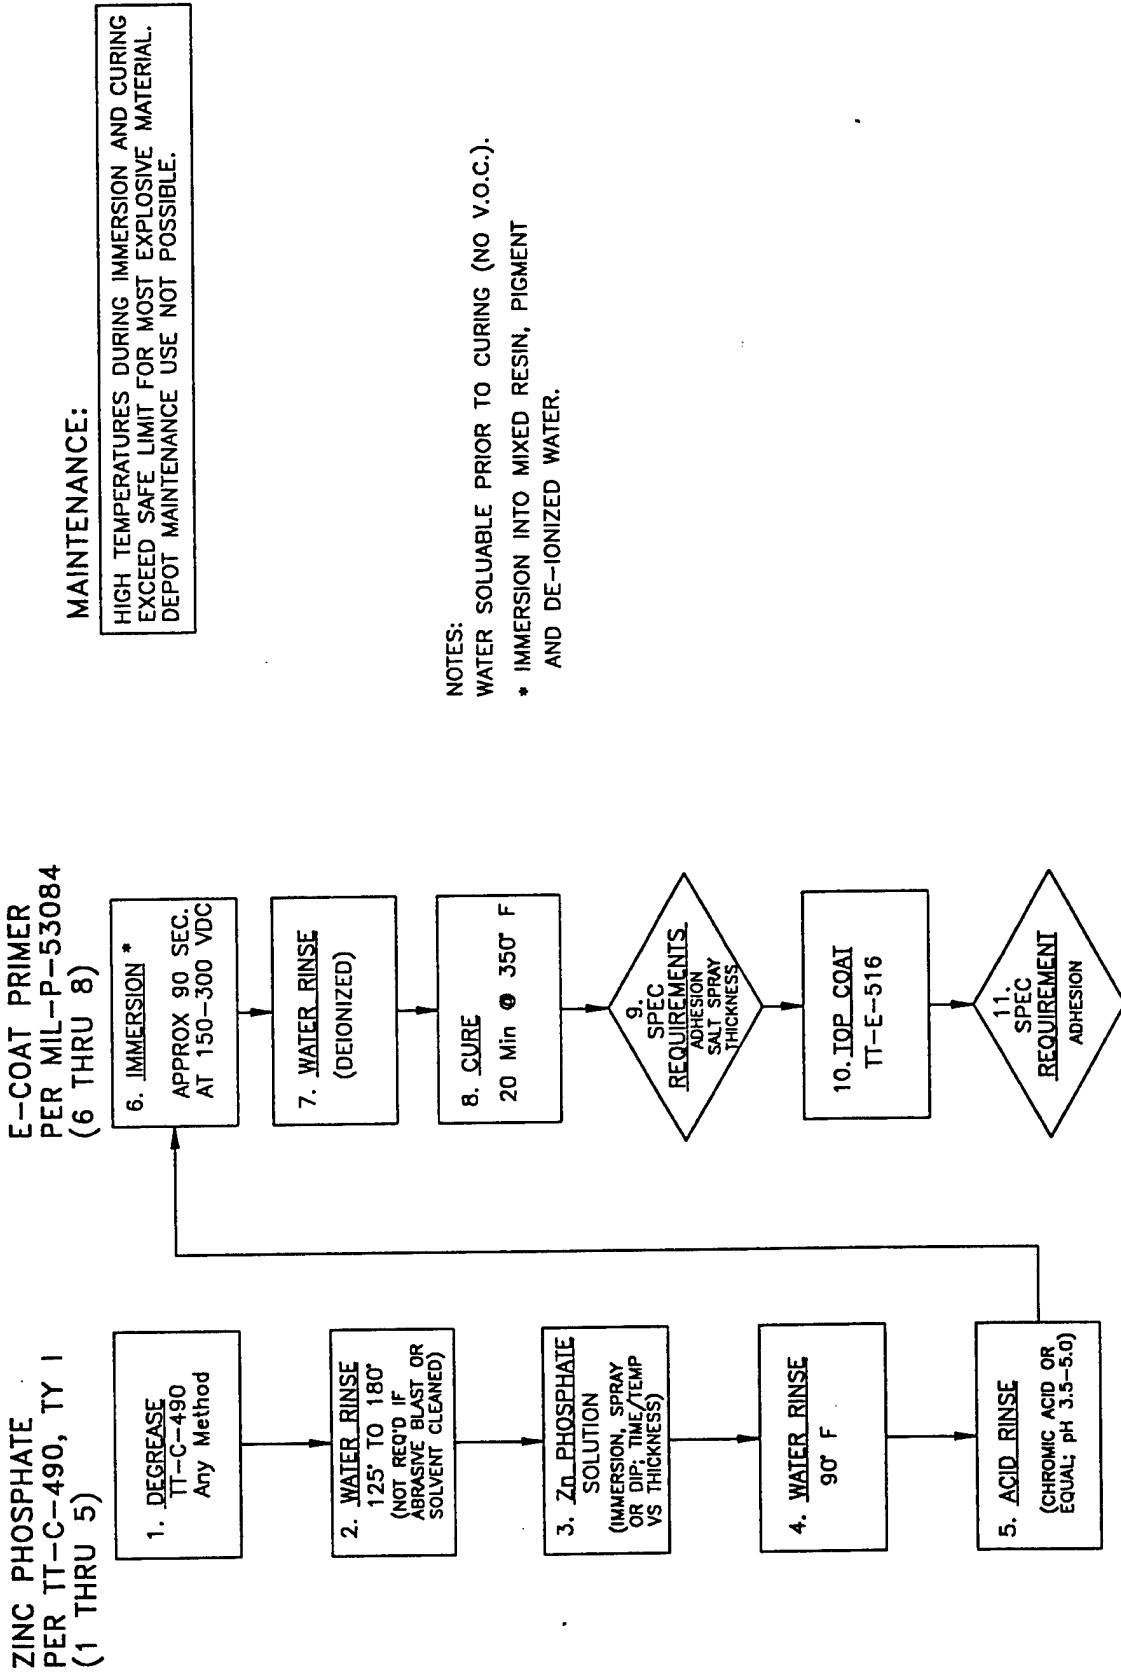 ZINC PHOSPHATE
PER TT-C-490, TY I
(1 THRU 5)
1. DEGREASE
TT-C-490
Any Method
2. WATER RINSE
125° TO 180°
(NOT REQ'D IF
ABRASIVE BLAST OR
SOLVENT CLEANED)
3. Zn PHOSPHATE
SOLUTION
(IMMERSION, SPRAY
OR DIP; TIME/TEMP
VS THICKNESS)
4. WATER RINSE
90° F
5. ACID RINSE
(CHROMIC ACID OR
EQUAL; pH 3.5-5.0)
E-COAT PRIMER
PER MIL-P-53084
(6 THRU 8)
6. IMMERSION *
APPROX 90 SEC.
AT 150-300 VDC
7. WATER RINSE
(DEIONIZED)
8. CURE
20 Min @ 350° F
9.
SPEC
REQUIREMENTS
ADHESION
SALT SPRAY
THICKNESS
10. TOP COAT
TT-E-516
11.
SPEC
REQUIREMENT
ADHESION
MAINTENANCE:
HIGH TEMPERATURES DURING IMMERSION AND CURING
EXCEED SAFE LIMIT FOR MOST EXPLOSIVE MATERIAL.
DEPOT MAINTENANCE USE NOT POSSIBLE.
NOTES:
WATER SOLUABLE PRIOR TO CURING (NO V.O.C.).
* IMMERSION INTO MIXED RESIN, PIGMENT
AND DE-IONIZED WATER.